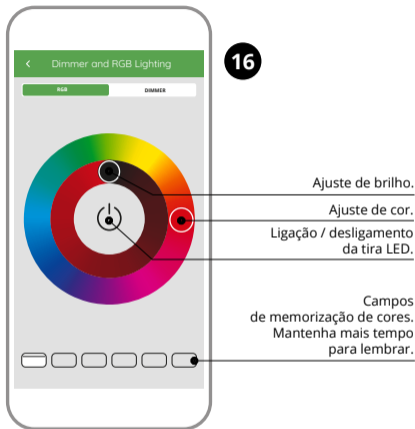 Dimmer and RGB Lighting
16
RGB
DIMMER
Ajuste de brilho.
Ajuste de cor.
Ligação / desligamento
da tira LED.
Campos
de memorização de cores.
Mantenha mais tempo
para lembrar.